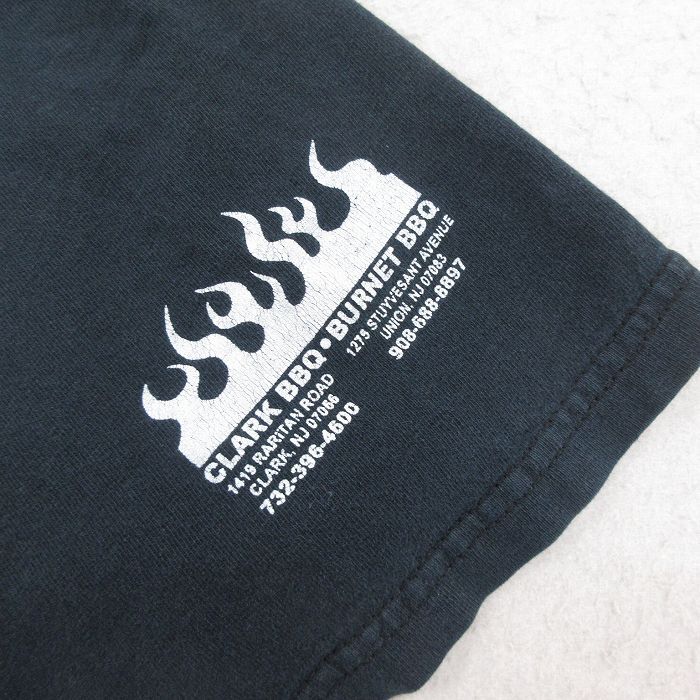 CLARK BBQ • BURNET BBQ
1419 RARITAN ROAD
CLARK, NJ 07066
732-396-4600
1275 STUYVESANT AVENUE
UNION, NJ 07083
908-688-8897